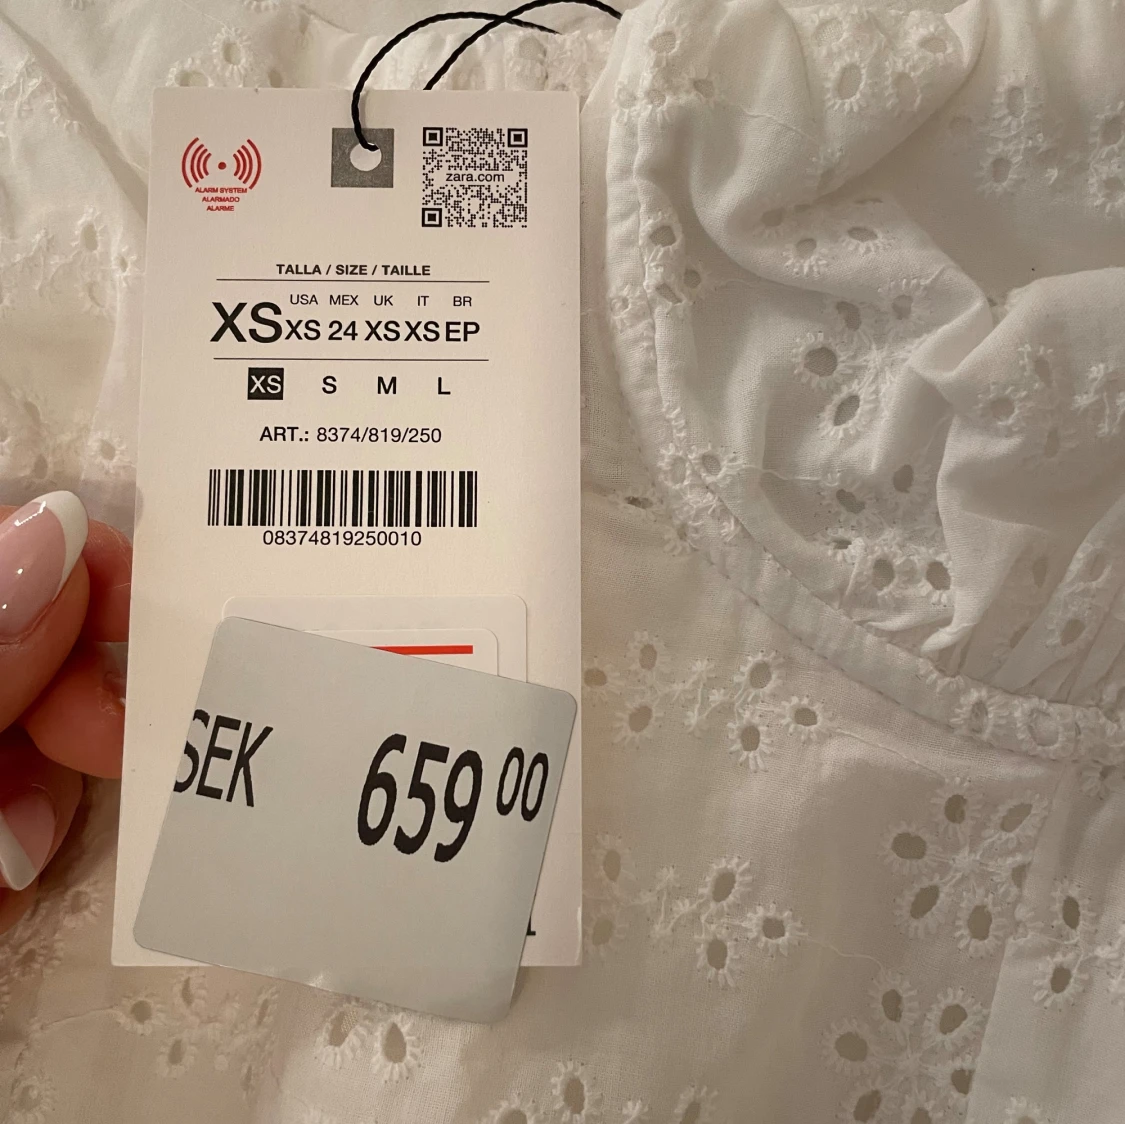 ALARM SYSTEM
ALARMADO
ALARME
zara.com
TALLA / SIZE / TAILLE
USA MEX UK IT BR
XS XS 24 XS XS EP
XS S M L
ART.: 8374/819/250
08374819250010
SEK 659 00